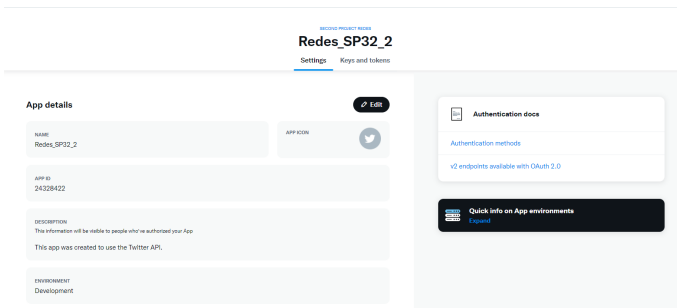 SECOND PROJECT REDES
Redes_SP32_2
Settings Keys and tokens
App details
Edit
NAME
Redes_SP32_2
APP ICON
APP ID
24328422
DESCRIPTION
This information will be visible to people who've authorized your App
This app was created to use the Twitter API.
ENVIRONMENT
Development
Authentication docs
Authentication methods
v2 endpoints available with OAuth 2.0
Quick info on App environments
Expand